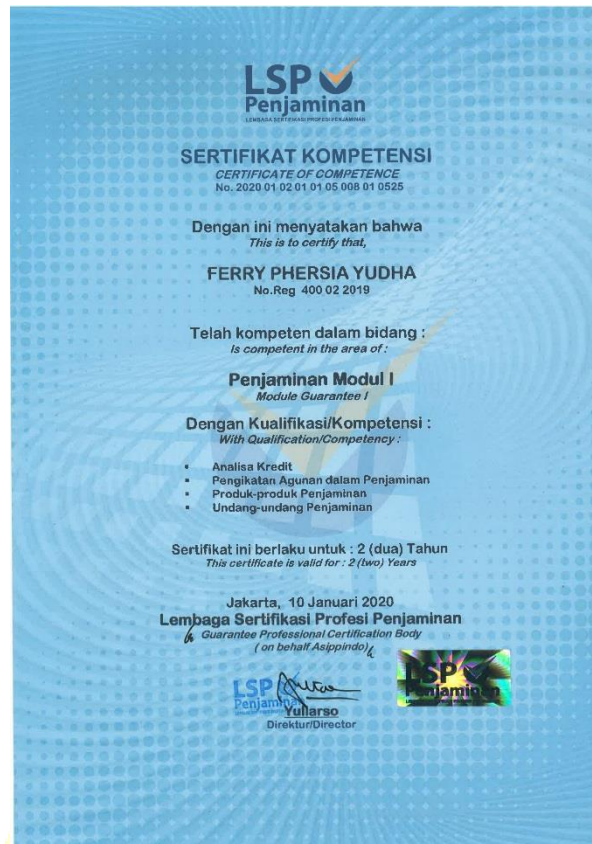 LSP
Penjaminan
LEMBAGA SERTIFIKASI PROFESI PENJAMINAN
SERTIFIKAT KOMPETENSI
CERTIFICATE OF COMPETENCE
No. 2020 01 02 01 01 05 008 01 0525
Dengan ini menyatakan bahwa
This is to certify that,
FERRY PHERSIA YUDHA
No.Reg 400 02 2019
Telah kompeten dalam bidang :
Is competent in the area of :
Penjaminan Modul I
Module Guarantee I
Dengan Kualifikasi/Kompetensi :
With Qualification/Competency :
▪ Analisa Kredit
▪ Pengikatan Agunan dalam Penjaminan
▪ Produk-produk Penjaminan
▪ Undang-undang Penjaminan
Sertifikat ini berlaku untuk : 2 (dua) Tahun
This certificate is valid for : 2 (two) Years
Jakarta, 10 Januari 2020
Lembaga Sertifikasi Profesi Penjaminan
Guarantee Professional Certification Body
( on behalf Asippindo)
LSP
Penjaminan
Yuliarso
Direktur/Director
LSP
Penjaminan